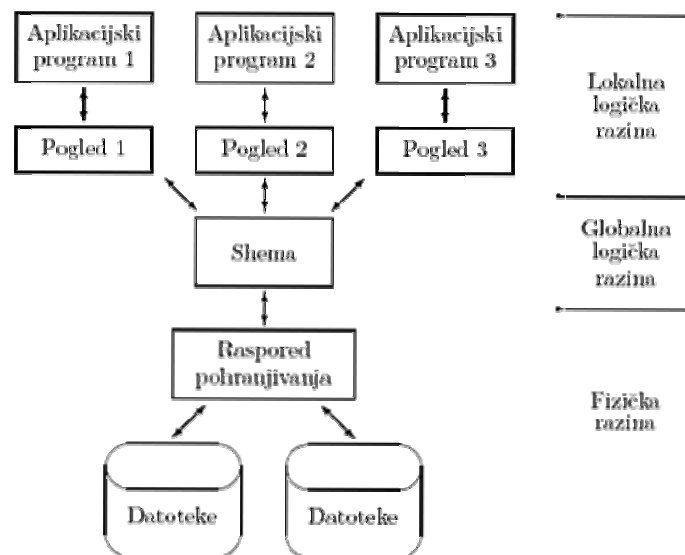 Aplikacijski
program 1
Aplikacijski
program 2
Aplikacijski
program 3
Lokalna
logička
razina
Pogled 1
Pogled 2
Pogled 3
Shema
Globalna
logička
razina
Raspored
pohranjivanja
Fizička
razina
Datoteke
Datoteke